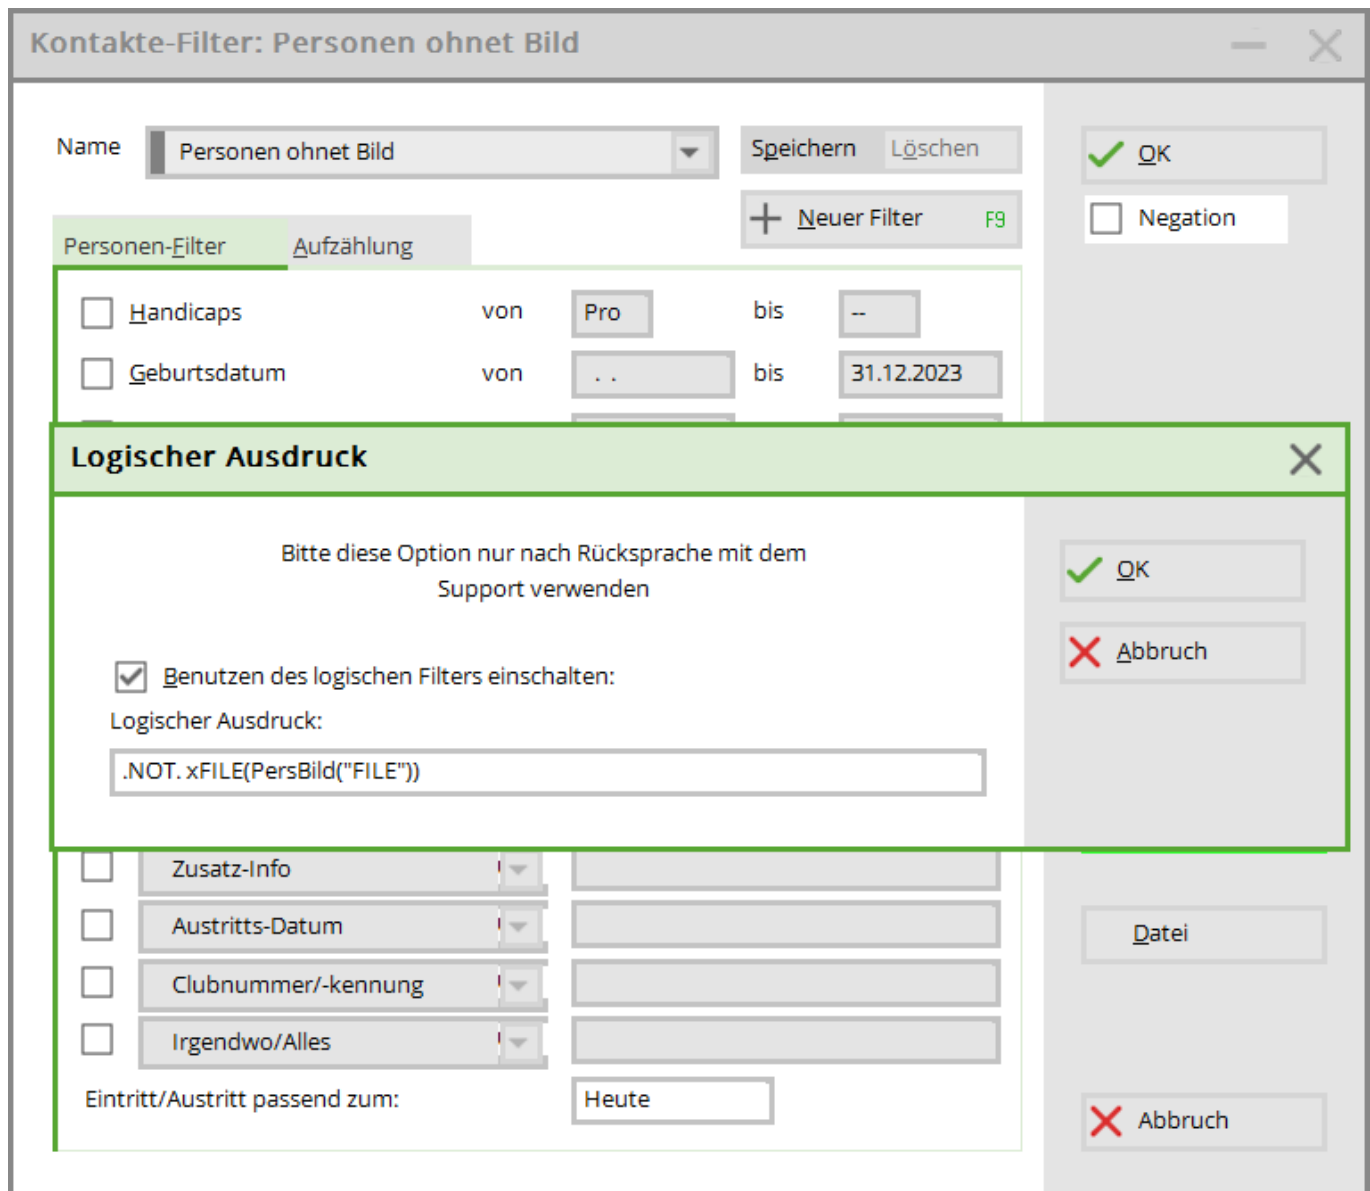 Kontakte-Filter: Personen ohnet Bild
Name
Personen ohnet Bild
Speichern
Löschen
OK
Neuer Filter F9
Negation
Personen-Filter
Aufzählung
Handicaps von Pro bis --
Geburtsdatum von . . bis 31.12.2023
Logischer Ausdruck
Bitte diese Option nur nach Rücksprache mit dem
Support verwenden
OK
Abbruch
Benutzen des logischen Filters einschalten:
Logischer Ausdruck:
.NOT. xFILE(PersBild("FILE"))
Zusatz-Info
Austritts-Datum
Datei
Clubnummer/-kennung
Irgendwo/Alles
Eintritt/Austritt passend zum: Heute
Abbruch